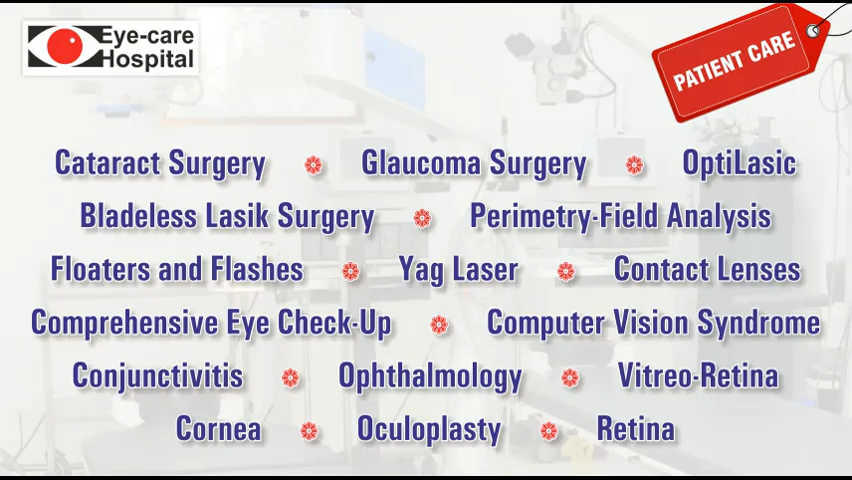 Eye-care
Hospital
PATIENT CARE
Cataract Surgery Glaucoma Surgery OptiLasic
Bladeless Lasik Surgery Perimetry-Field Analysis
Floaters and Flashes Yag Laser Contact Lenses
Comprehensive Eye Check-Up Computer Vision Syndrome
Conjunctivitis Ophthalmology Vitreo-Retina
Cornea Oculoplasty Retina